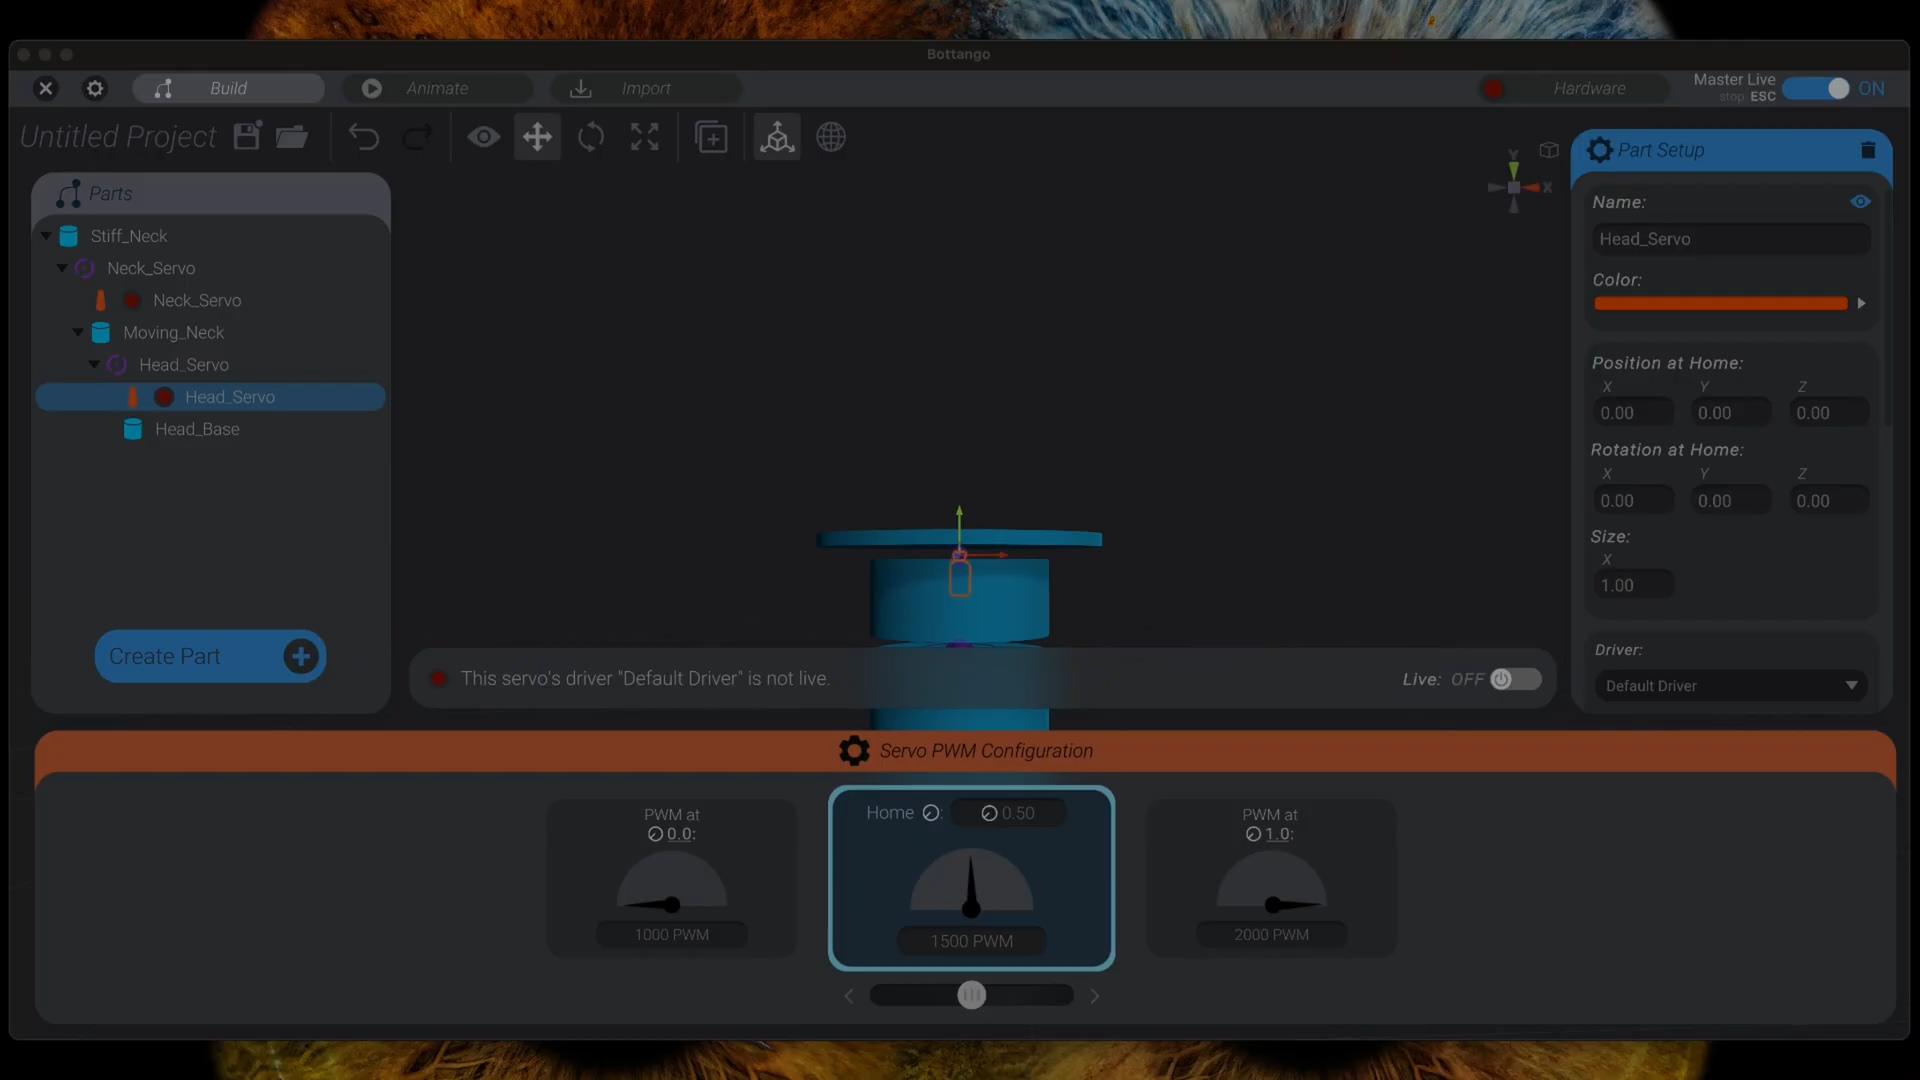 Bottango
Build
Animate
Import
Hardware
Master Live
stop ESC
ON
Untitled Project
Y
X
Part Setup
Parts
Stiff_Neck
Neck_Servo
Neck_Servo
Moving_Neck
Head_Servo
Head_Servo
Head_Base
Create Part
Name:
Head_Servo
Color:
Position at Home:
X Y Z
0.00 0.00 0.00
Rotation at Home:
X Y Z
0.00 0.00 0.00
Size:
X
1.00
Driver:
Default Driver
This servo's driver "Default Driver" is not live.
Live: OFF
Servo PWM Configuration
PWM at
0.0:
1000 PWM
Home : 0.50
1500 PWM
PWM at
1.0:
2000 PWM